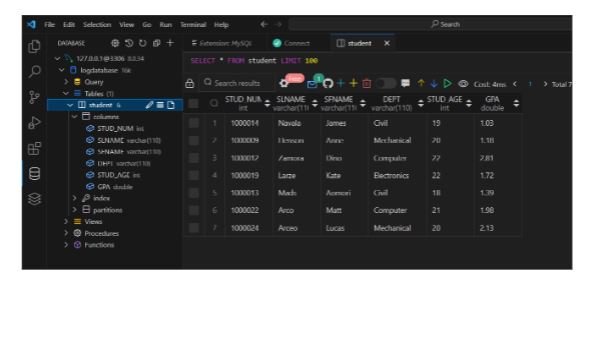 File Edit Selection View Go Run Terminal Help
Search
DATABASE
Extension: MySQL
Connect
student
127.0.0.1@3306 8.0.34
logdatabase 16k
Query
Tables (1)
student 6
columns
STUD_NUM int
SLNAME varchar(110)
SFNAME varchar(110)
DEPT varchar(110)
STUD_AGE int
GPA double
index
partitions
Views
Procedures
Functions
SELECT * FROM student LIMIT 100
Search results
Free
1
Cost: 4ms
1
Total 7
STUD_NUM SLNAME SFNAME DEPT STUD_AGE GPA
int varchar(11 varchar(11 varchar(110) int double
1 1000014 Navala James Civil 19 1.03
2 1000009 Henson Anne Mechanical 20 1.18
3 1000012 Zamora Dino Computer 22 2.81
4 1000019 Larze Kate Electronics 22 1.72
5 1000013 Mads Aomori Civil 18 1.39
6 1000022 Arco Matt Computer 21 1.98
7 1000024 Arceo Lucas Mechanical 20 2.13